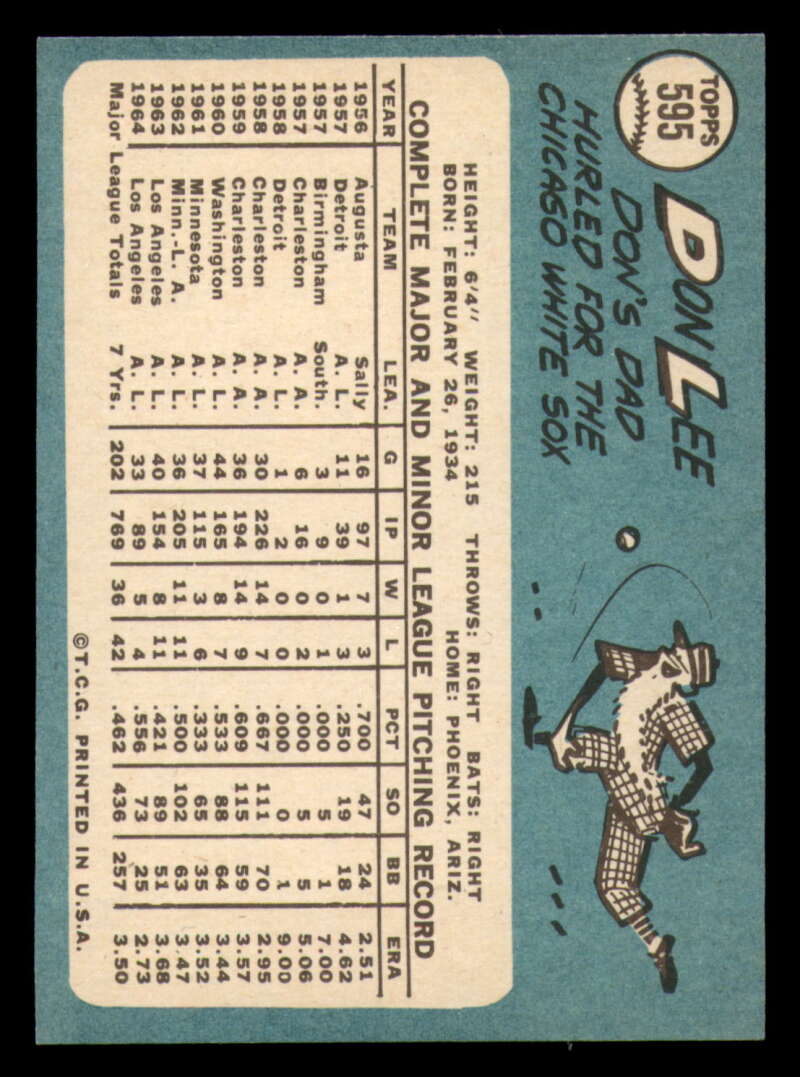 TOPPS
595
DON LEE
DON'S DAD
HURLED FOR THE
CHICAGO WHITE SOX
HEIGHT: 6'4" WEIGHT: 215 THROWS: RIGHT BATS: RIGHT
BORN: FEBRUARY 26, 1934 HOME: PHOENIX, ARIZ.
COMPLETE MAJOR AND MINOR LEAGUE PITCHING RECORD
YEAR TEAM LEA. G IP W L PCT SO BB ERA
1956 Augusta Sally 16 97 7 3 .700 47 24 2.51
1957 Detroit A. L. 11 39 1 3 .250 19 18 4.62
1957 Birmingham South. 3 9 0 1 .000 5 1 7.00
1957 Charleston A. A. 6 16 0 2 .000 5 5 5.06
1958 Detroit A. L. 1 2 0 0 .000 0 1 9.00
1958 Charleston A. A. 30 226 14 7 .667 111 70 2.95
1959 Charleston A. A. 36 194 14 9 .609 115 59 3.57
1960 Washington A. L. 44 165 8 7 .533 88 64 3.44
1961 Minnesota A. L. 37 115 3 6 .333 65 35 3.52
1962 Minn.-L. A. A. L. 36 205 11 11 .500 102 63 3.47
1963 Los Angeles A. L. 40 154 8 11 .421 89 51 3.68
1964 Los Angeles A. L. 33 89 5 4 .556 73 25 2.73
Major League Totals 7 Yrs. 202 769 36 42 .462 436 257 3.50
©T.C.G. PRINTED IN U.S.A.